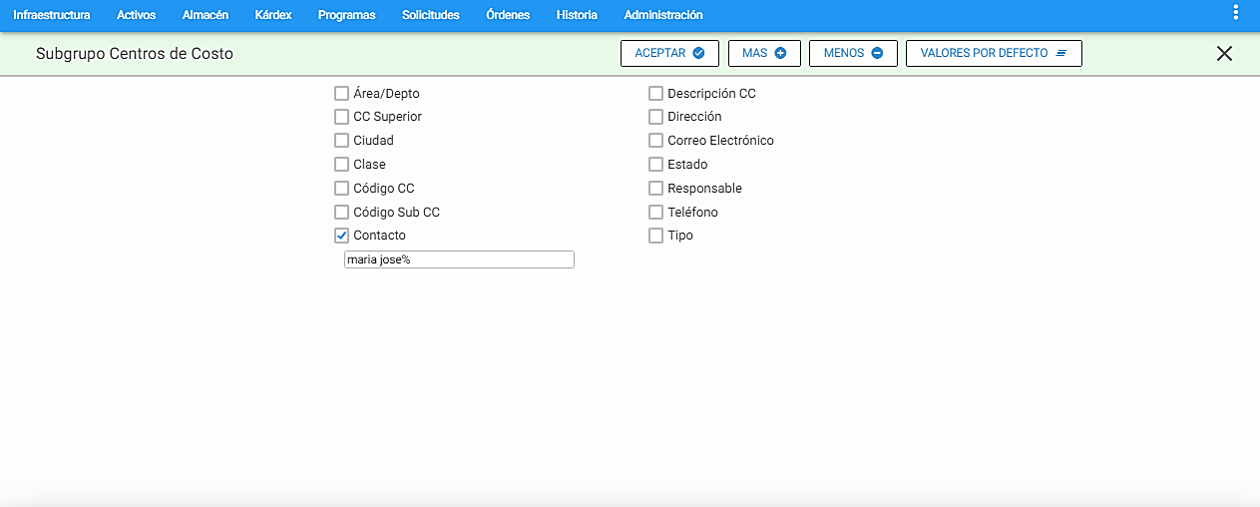 Infraestructura Activos Almacén Kárdex Programas Solicitudes Órdenes Historia Administración
Subgrupo Centros de Costo ACEPTAR MAS MENOS VALORES POR DEFECTO
Área/Depto Descripción CC
CC Superior Dirección
Ciudad Correo Electrónico
Clase Estado
Código CC Responsable
Código Sub CC Teléfono
Contacto Tipo
maria jose%